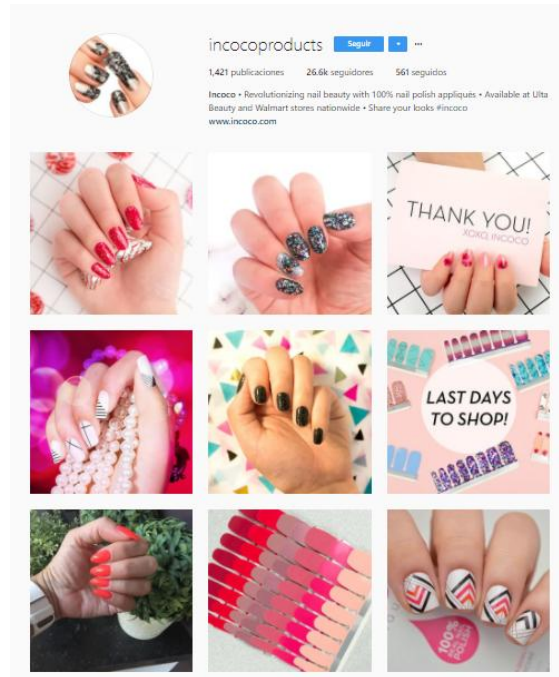 incocoproducts Seguir
1,421 publicaciones 26.6k seguidores 561 seguidos
Incoco • Revolutionizing nail beauty with 100% nail polish appliqués • Available at Ulta
Beauty and Walmart stores nationwide • Share your looks #incoco
www.incoco.com
THANK YOU!
XOXO, INCOCO
LAST DAYS
TO SHOP!
100%
POLISH